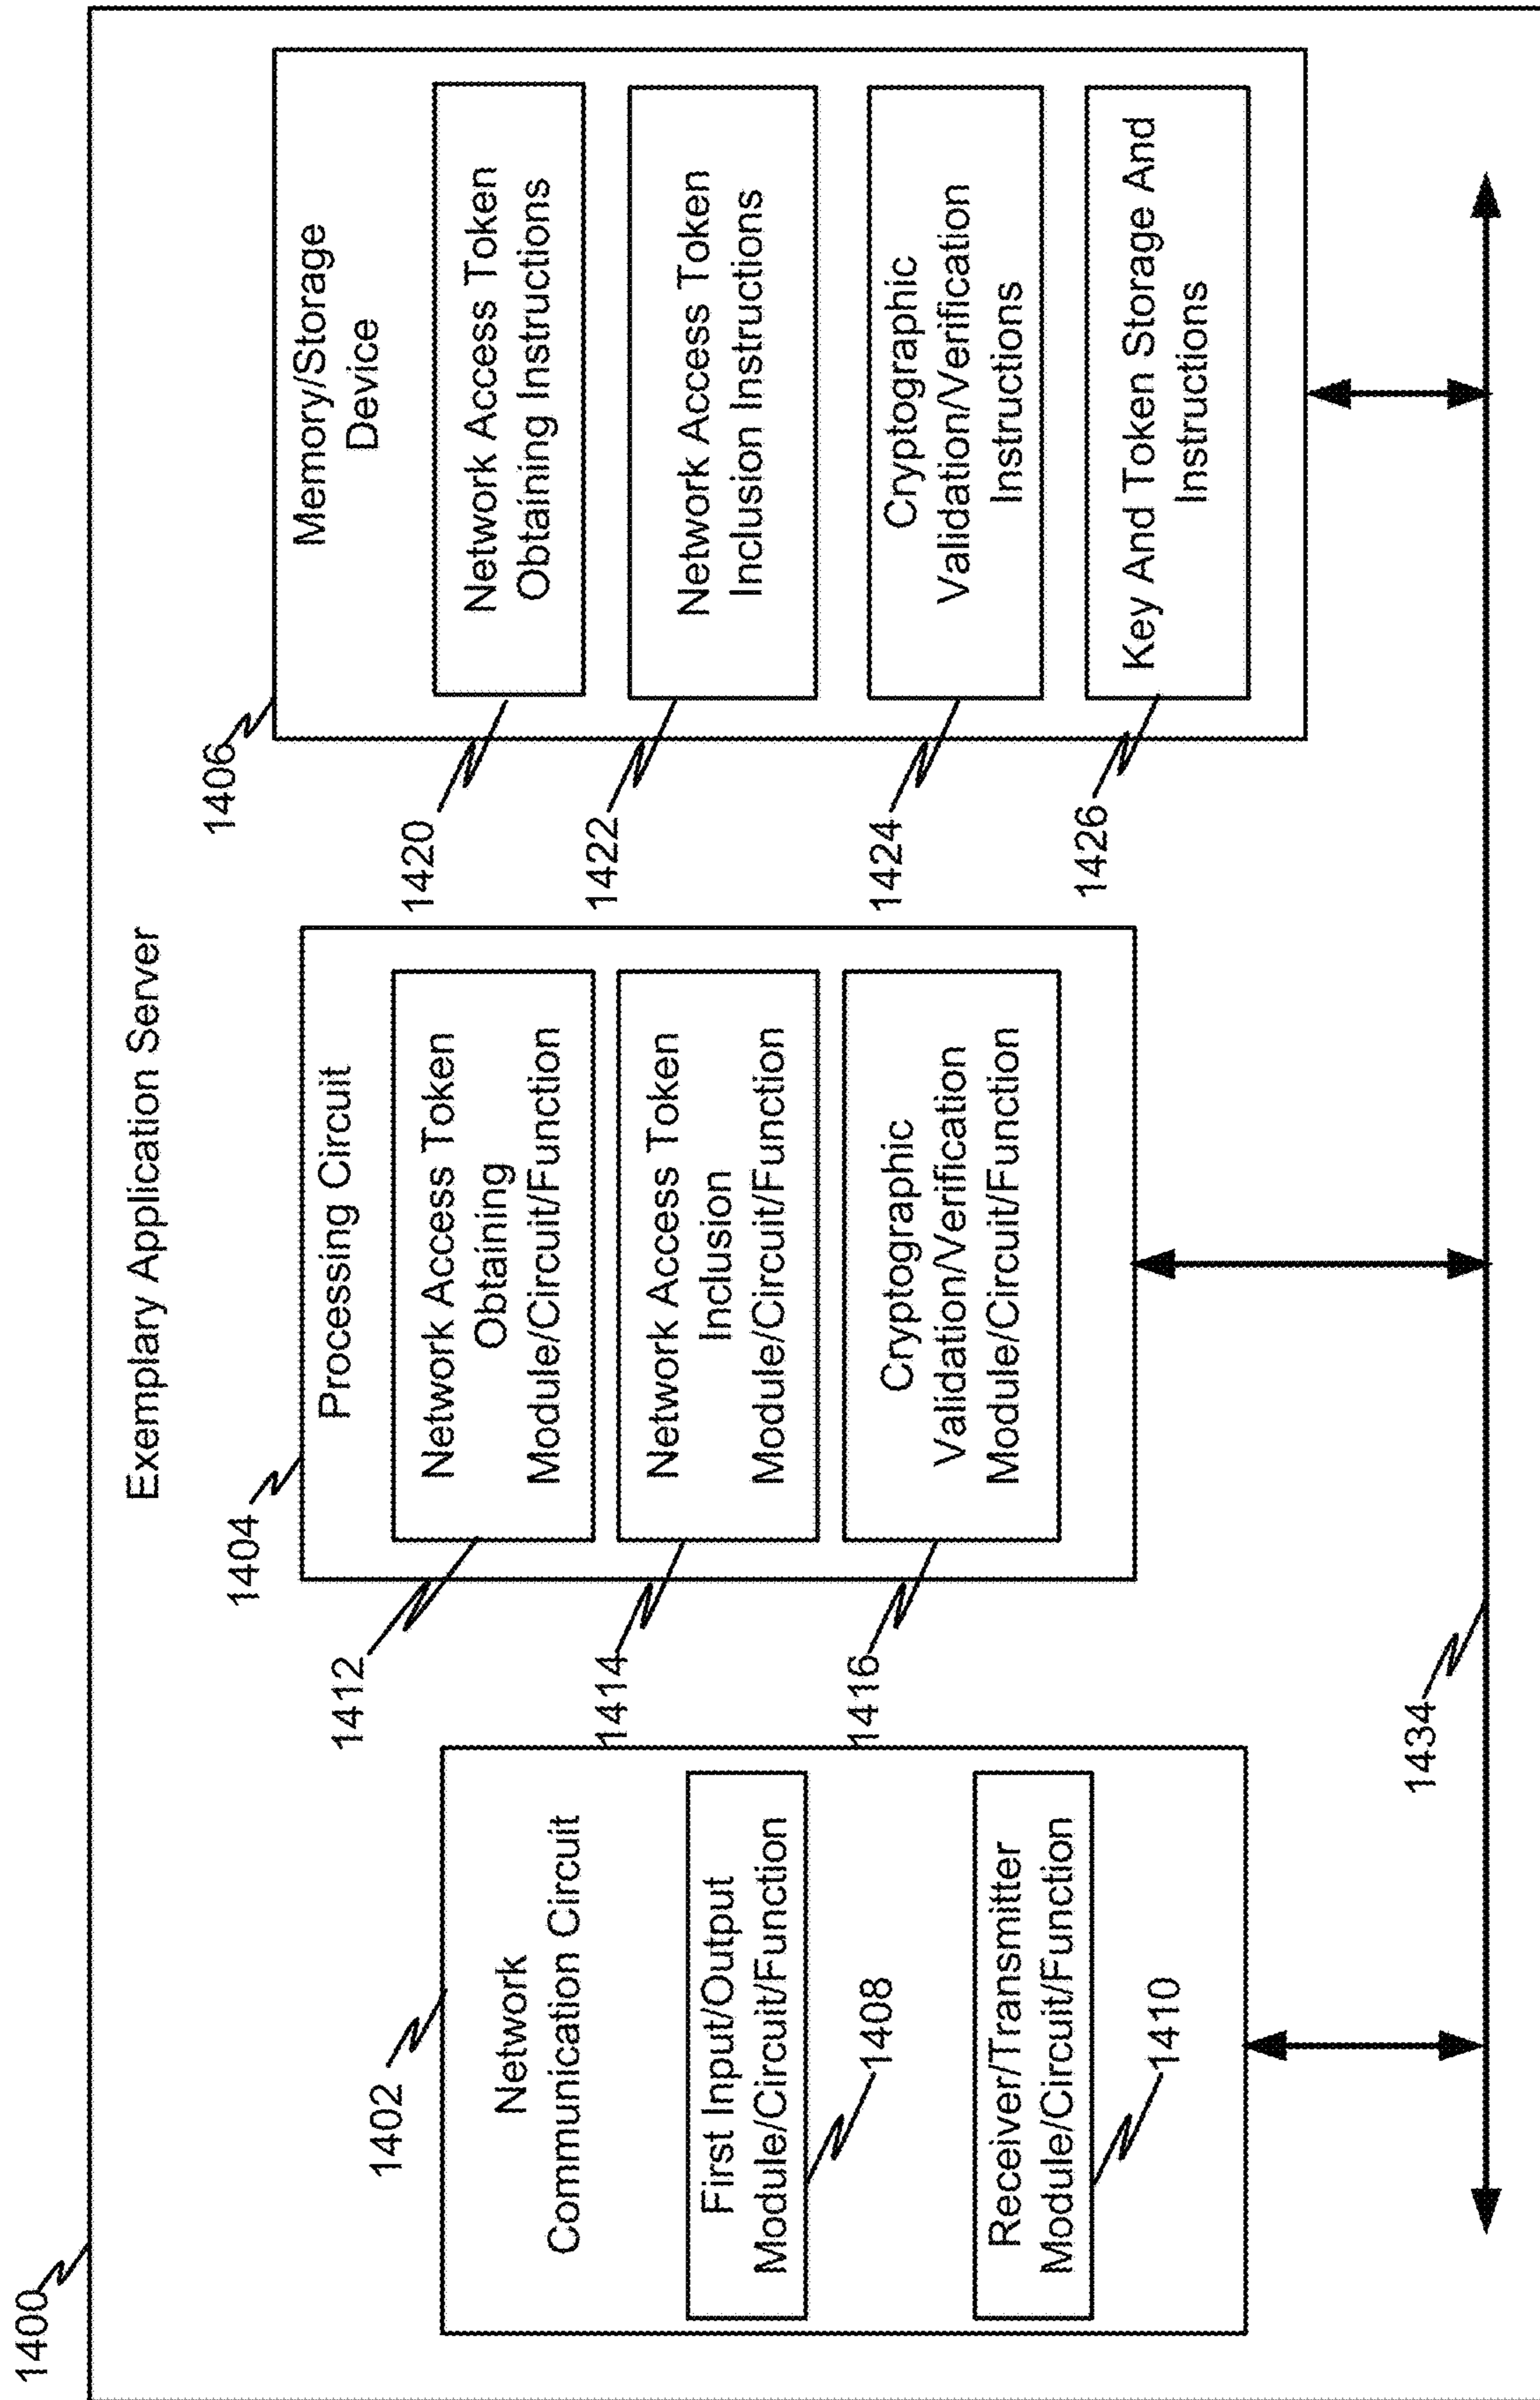 1400
Exemplary Application Server
1402
Network
Communication Circuit
First Input/Output
Module/Circuit/Function
1408
Receiver/Transmitter
Module/Circuit/Function
1410
1404
Processing Circuit
1412
Network Access Token
Obtaining
Module/Circuit/Function
1414
Network Access Token
Inclusion
Module/Circuit/Function
1416
Cryptographic
Validation/Verification
Module/Circuit/Function
1406
Memory/Storage
Device
1420
Network Access Token
Obtaining Instructions
1422
Network Access Token
Inclusion Instructions
1424
Cryptographic
Validation/Verification
Instructions
1426
Key And Token Storage And
Instructions
1434